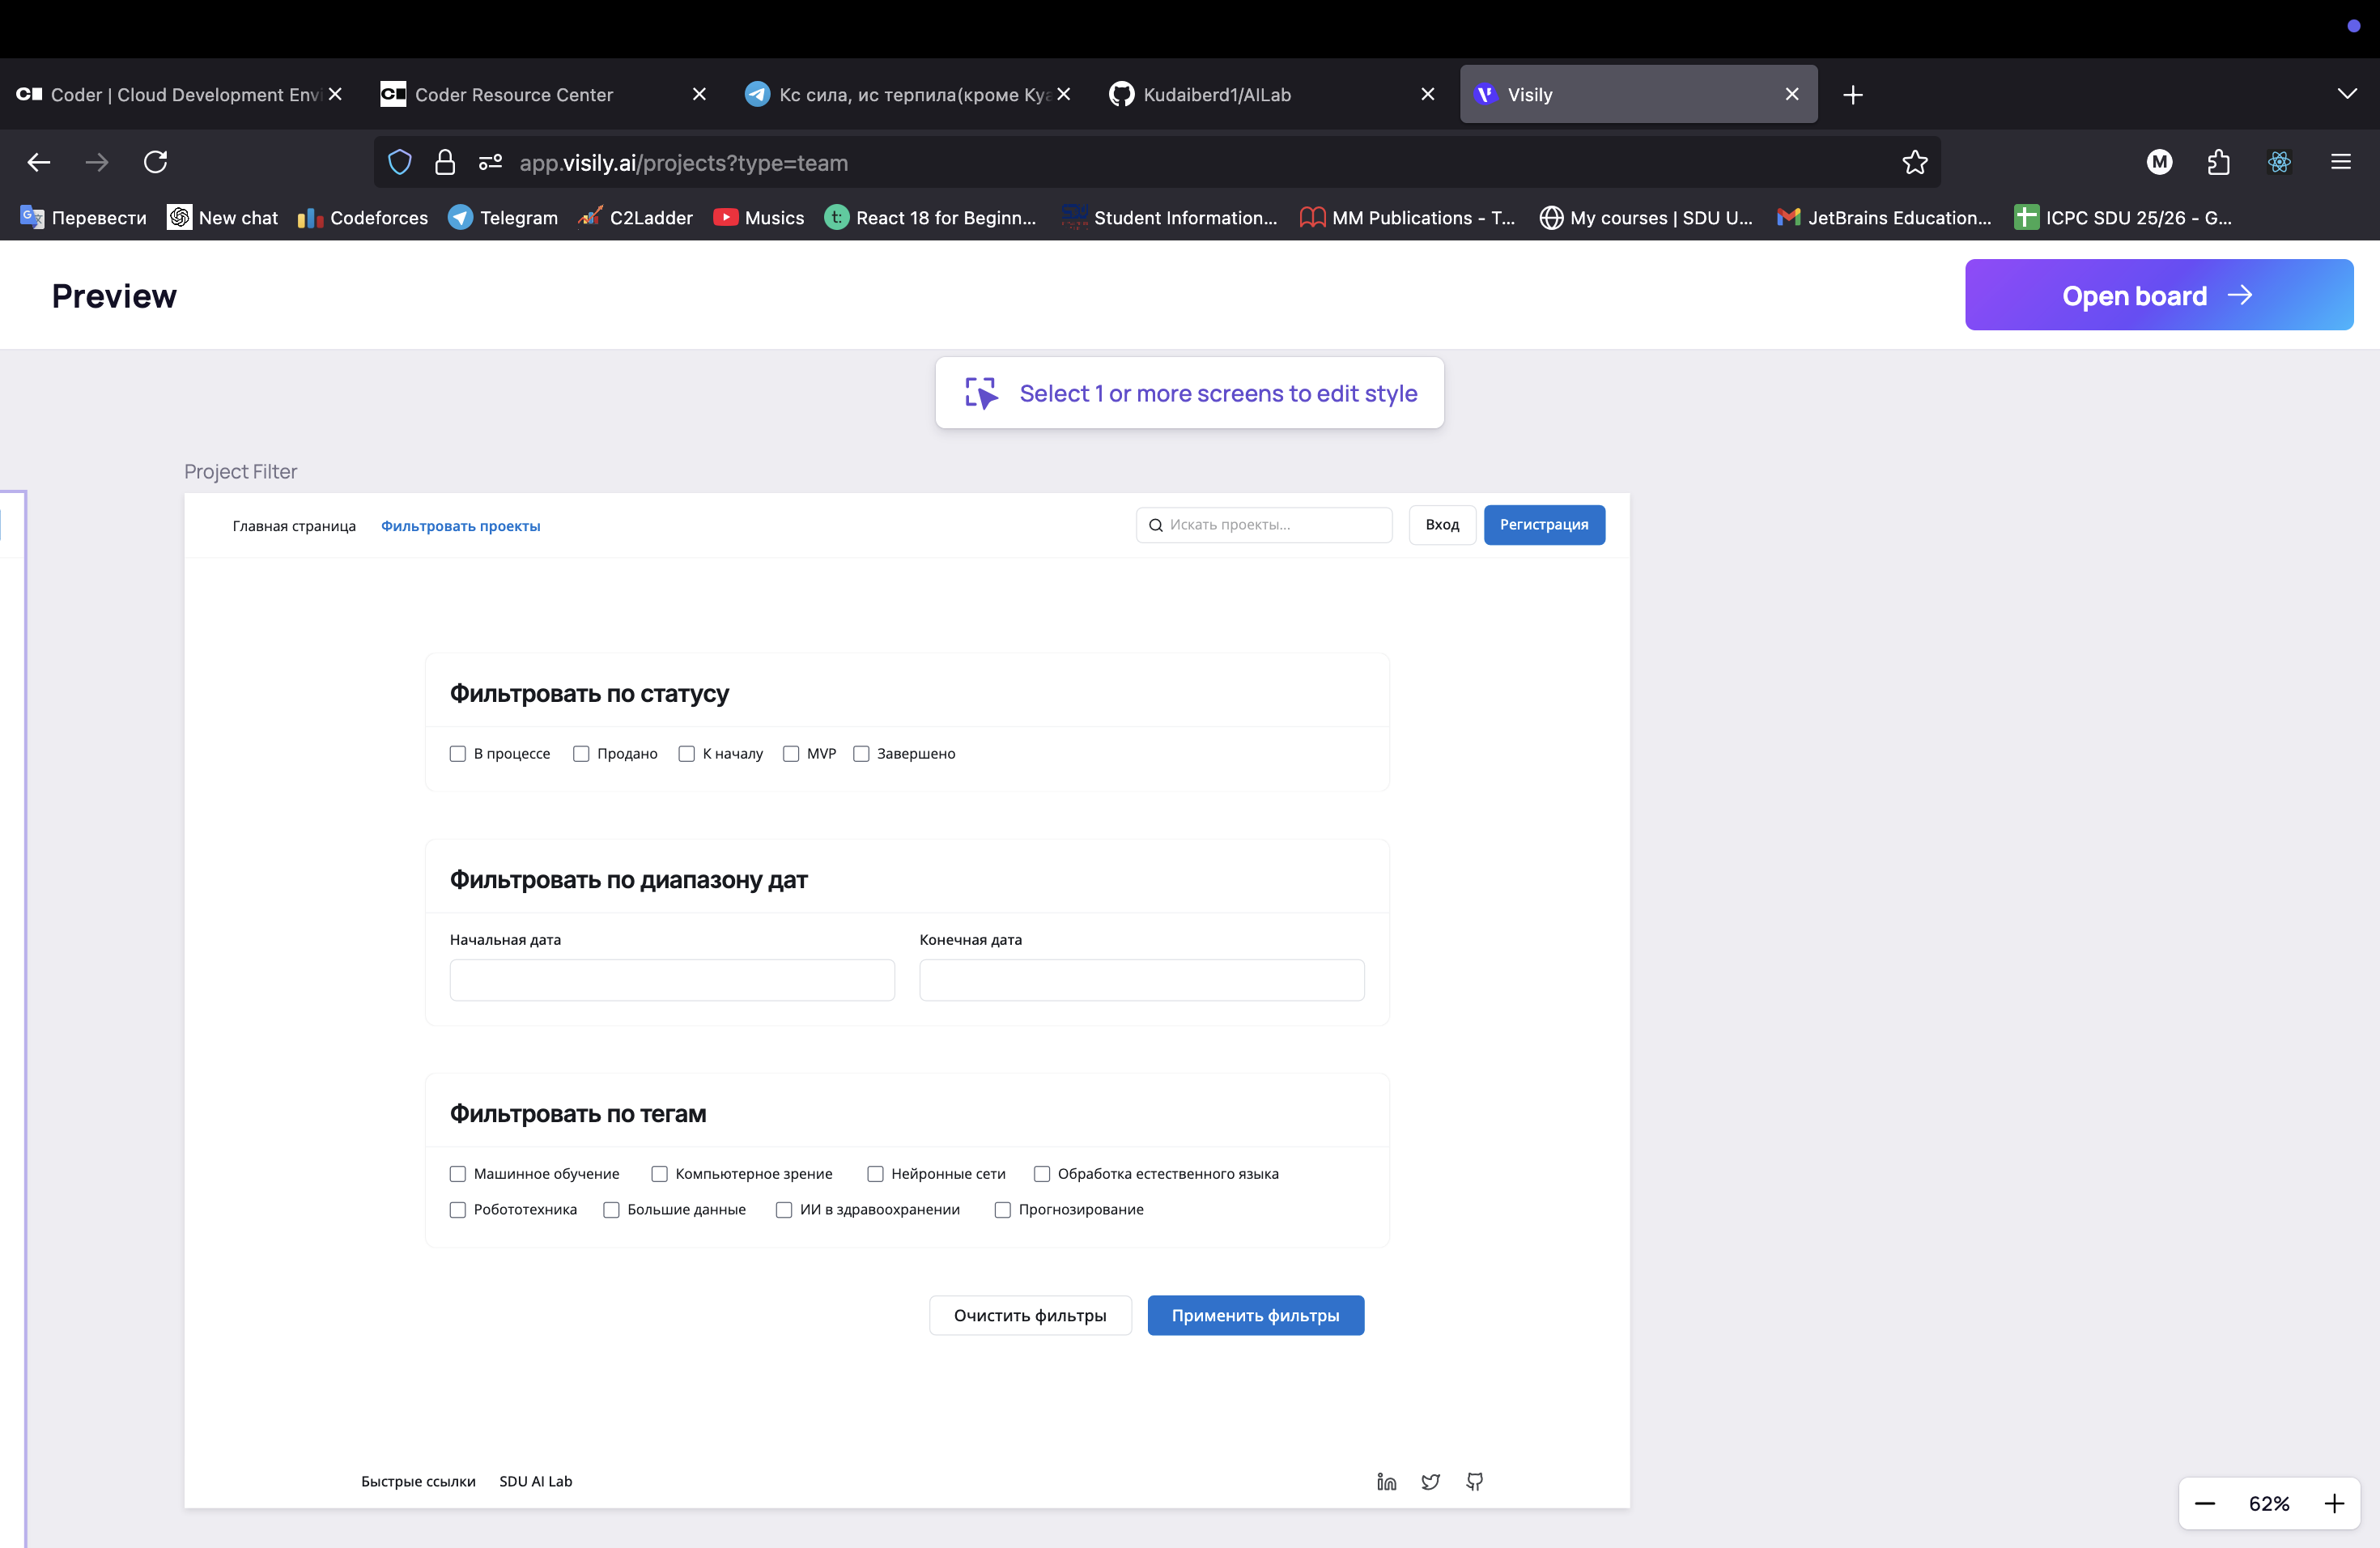 Coder | Cloud Development Envi
Coder Resource Center
Кс сила, ис терпила(кроме Куа
Kudaiberd1/AILab
Visily
app.visily.ai/projects?type=team
M
Перевести
New chat
Codeforces
Telegram
C2Ladder
Musics
t:
React 18 for Beginn...
SDU
Student Information...
MM Publications - T...
My courses | SDU U...
JetBrains Education...
ICPC SDU 25/26 - G...
Preview
Open board
Select 1 or more screens to edit style
Project Filter
Главная страница
Фильтровать проекты
Искать проекты...
Вход
Регистрация
Фильтровать по статусу
В процессе
Продано
К началу
MVP
Завершено
Фильтровать по диапазону дат
Начальная дата
Конечная дата
Фильтровать по тегам
Машинное обучение
Компьютерное зрение
Нейронные сети
Обработка естественного языка
Робототехника
Большие данные
ИИ в здравоохранении
Прогнозирование
Очистить фильтры
Применить фильтры
Быстрые ссылки
SDU AI Lab
62%